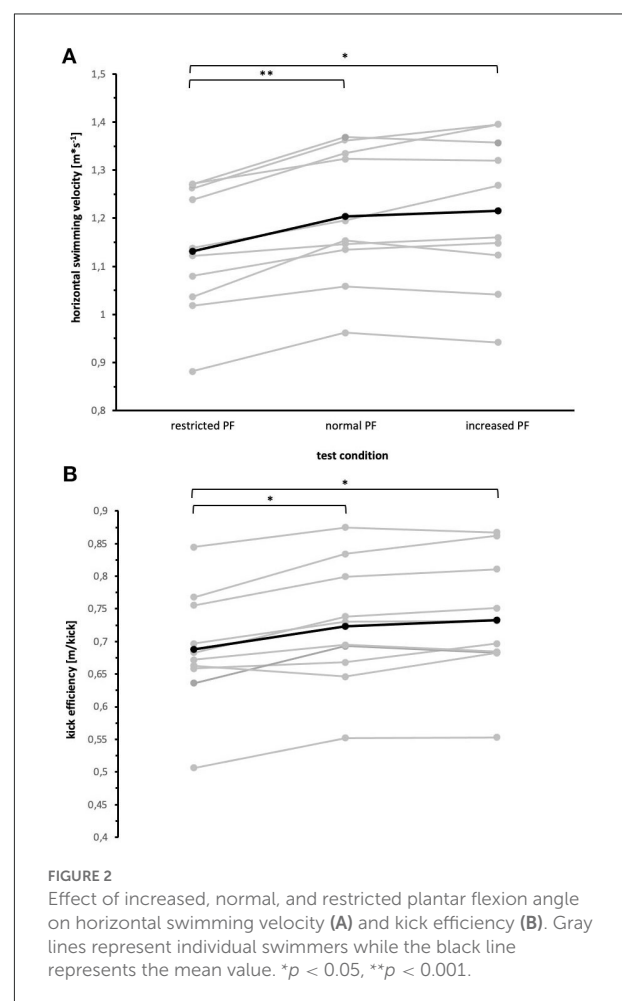 A
*
**
1,5
1,4
1,3
1,2
1,1
1
0,9
0,8
horizontal swimming velocity [m*s⁻¹]
restricted PF normal PF increased PF
test condition
B
*
*
0,9
0,85
0,8
0,75
0,7
0,65
0,6
0,55
0,5
0,45
0,4
kick efficiency [m/kick]
FIGURE 2
Effect of increased, normal, and restricted plantar flexion angle
on horizontal swimming velocity (A) and kick efficiency (B). Gray
lines represent individual swimmers while the black line
represents the mean value. *p < 0.05, **p < 0.001.